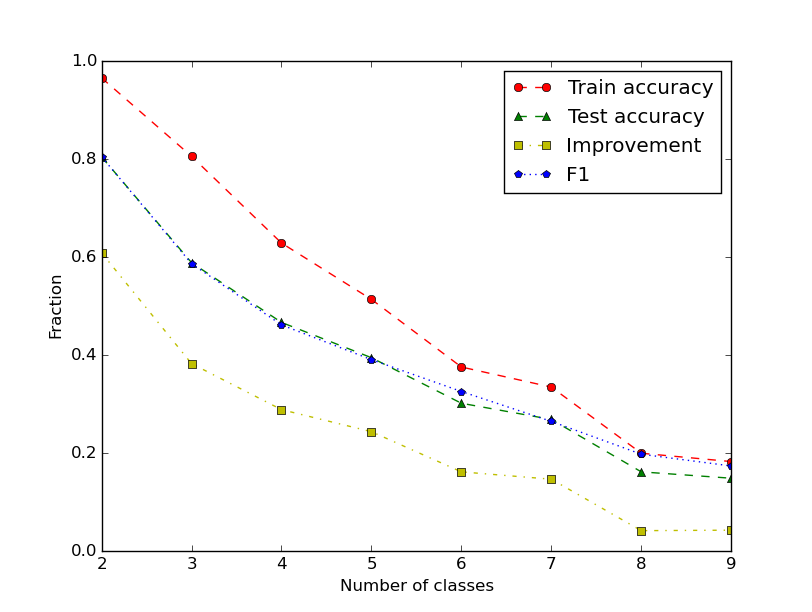 1.0
0.8
0.6
0.4
0.2
0.0
Fraction
2 3 4 5 6 7 8 9
Number of classes
Train accuracy
Test accuracy
Improvement
F1